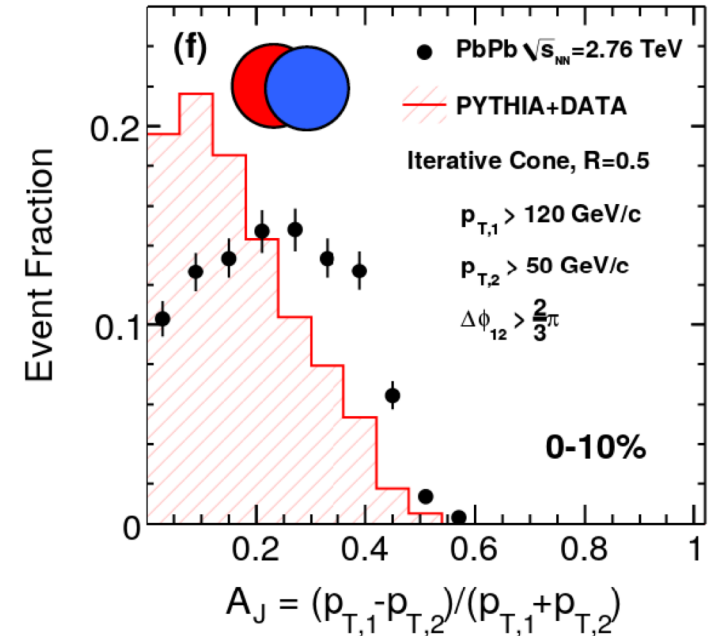 (f)
PbPb √s_NN=2.76 TeV
PYTHIA+DATA
Iterative Cone, R=0.5
p_T,1 > 120 GeV/c
p_T,2 > 50 GeV/c
Δϕ_12 > 2/3 π
0-10%
Event Fraction
0.2
0.1
0
0.2 0.4 0.6 0.8 1
A_J = (p_T,1-p_T,2)/(p_T,1+p_T,2)